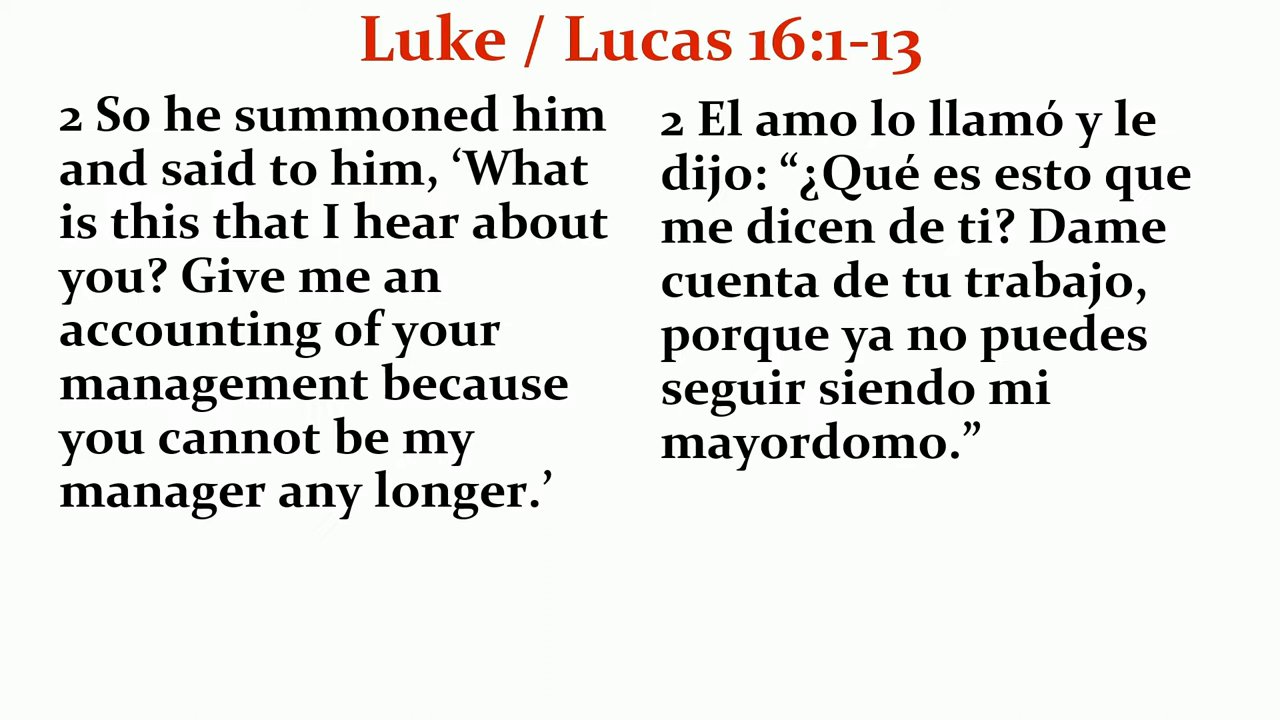 Luke / Lucas 16:1-13
2 So he summoned him
and said to him, ‘What
is this that I hear about
you? Give me an
accounting of your
management because
you cannot be my
manager any longer.’
2 El amo lo llamó y le
dijo: “¿Qué es esto que
me dicen de ti? Dame
cuenta de tu trabajo,
porque ya no puedes
seguir siendo mi
mayordomo.”